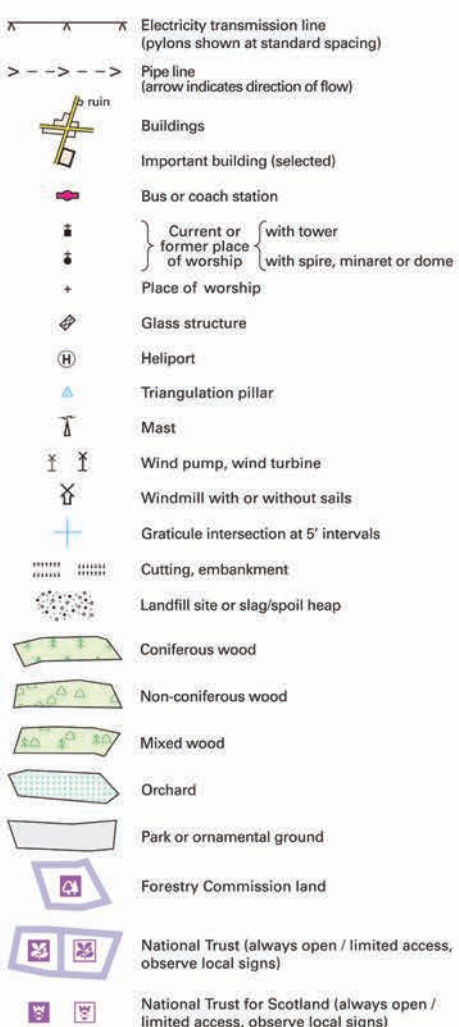 Electricity transmission line
(pylons shown at standard spacing)
Pipe line
(arrow indicates direction of flow)
ruin
Buildings
Important building (selected)
Bus or coach station
Current or
former place
of worship
with tower
with spire, minaret or dome
Place of worship
Glass structure
H
Heliport
Triangulation pillar
Mast
Wind pump, wind turbine
Windmill with or without sails
Graticule intersection at 5' intervals
Cutting, embankment
Landfill site or slag/spoil heap
Coniferous wood
Non-coniferous wood
Mixed wood
Orchard
Park or ornamental ground
Forestry Commission land
National Trust (always open / limited access,
observe local signs)
National Trust for Scotland (always open /
limited access, observe local signs)